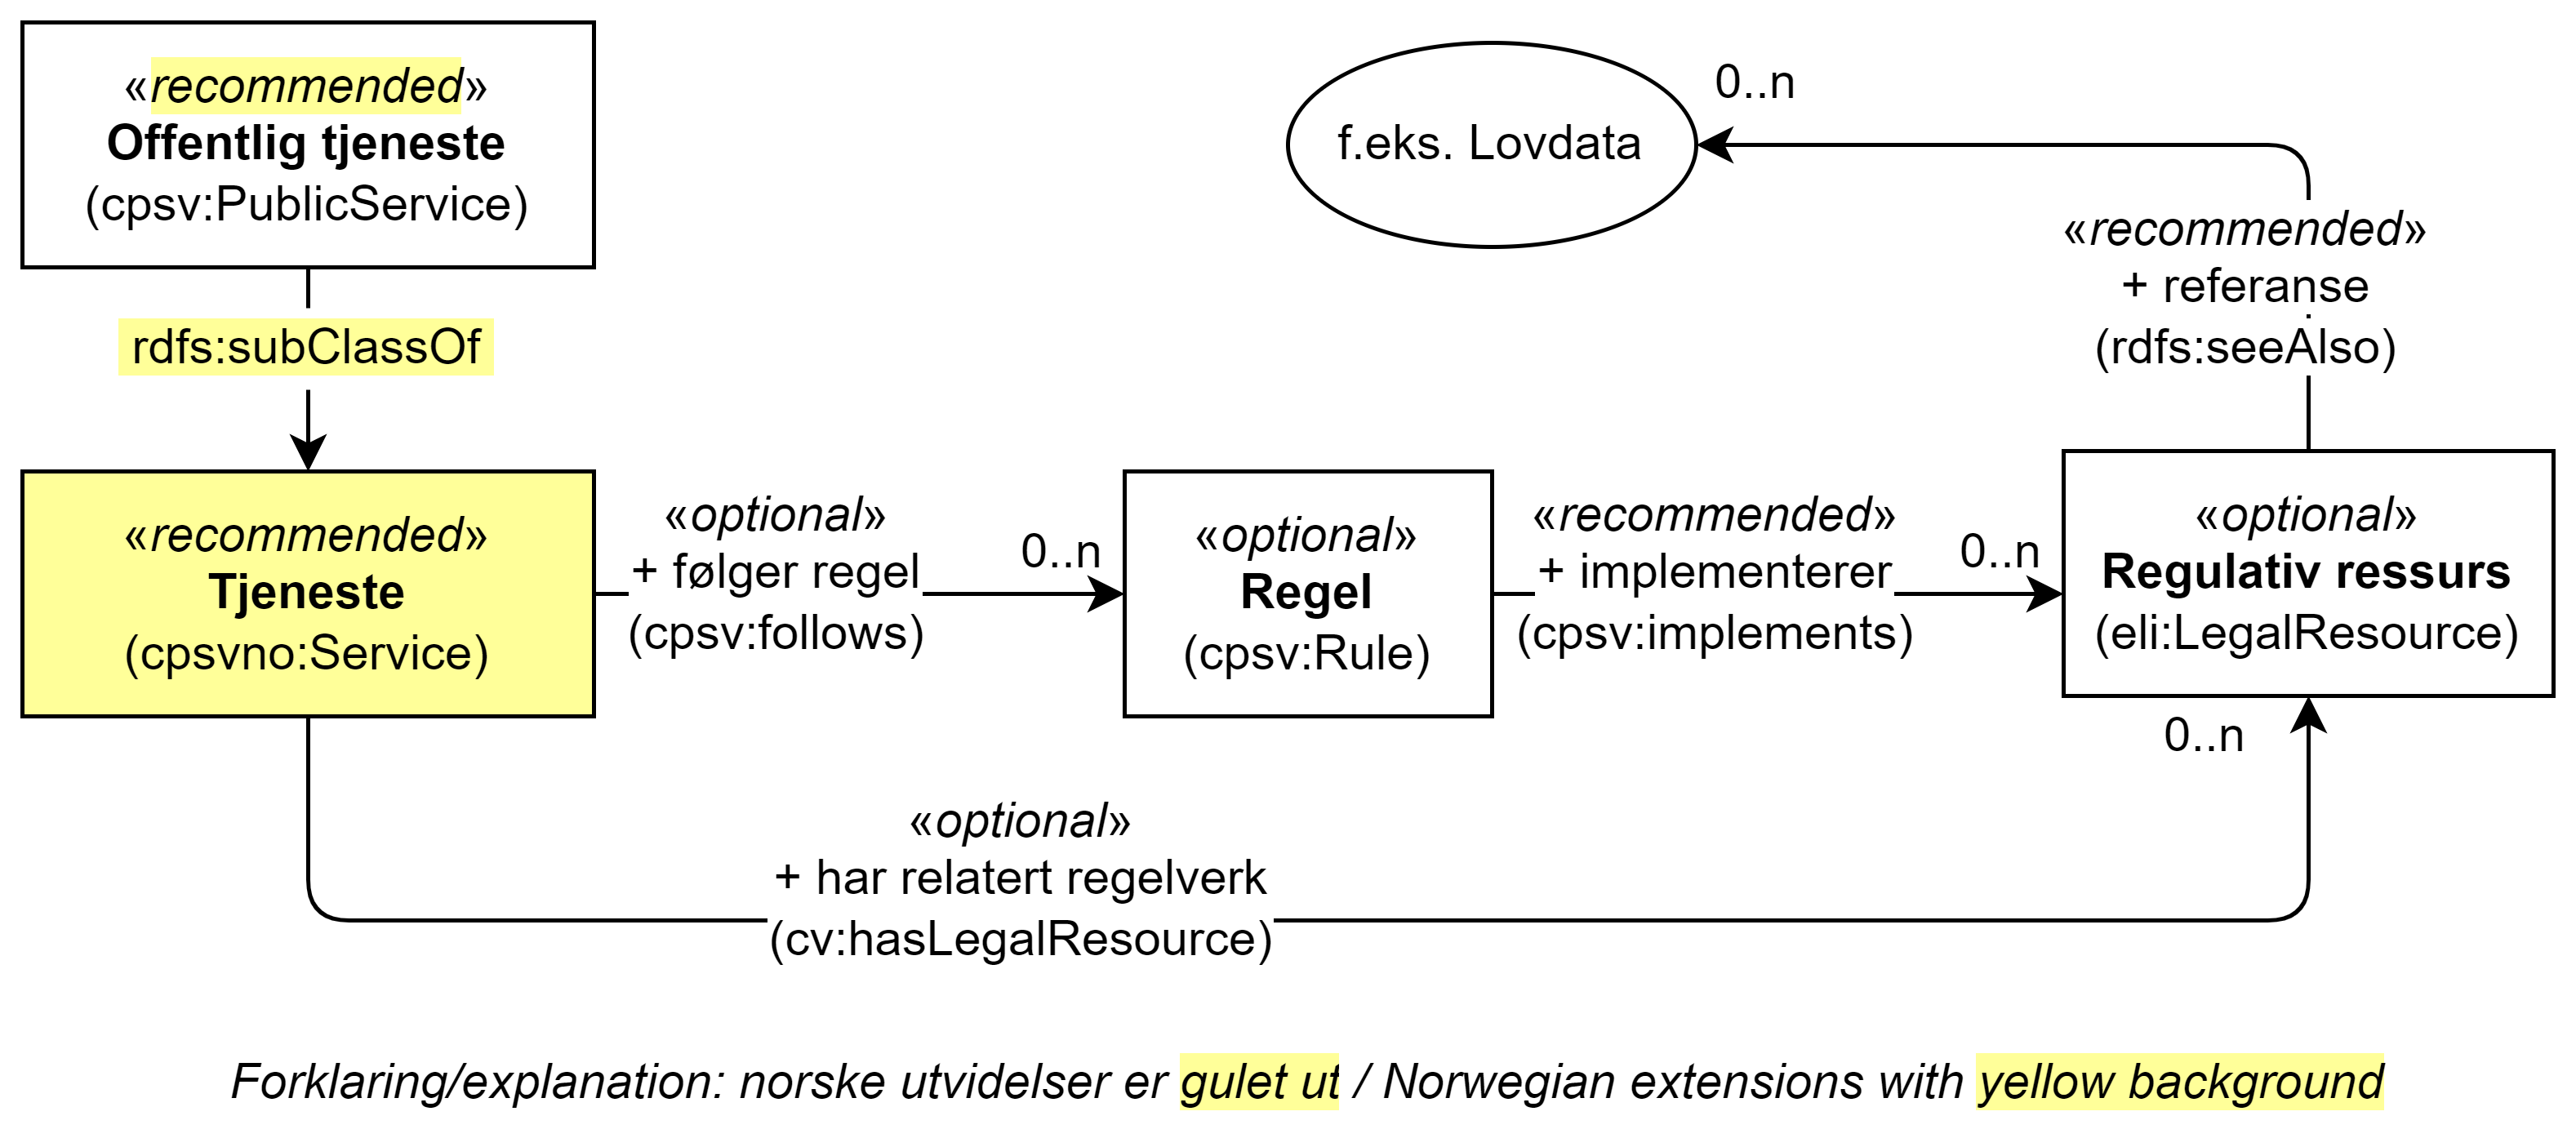 «recommended»
Offentlig tjeneste
(cpsv:PublicService)
rdfs:subClassOf
f.eks. Lovdata
0..n
«recommended»
+ referanse
(rdfs:seeAlso)
«recommended»
Tjeneste
(cpsvno:Service)
«optional»
+ følger regel
(cpsv:follows)
0..n
«optional»
Regel
(cpsv:Rule)
«recommended»
+ implementerer
(cpsv:implements)
0..n
«optional»
Regulativ ressurs
(eli:LegalResource)
0..n
«optional»
+ har relatert regelverk
(cv:hasLegalResource)
Forklaring/explanation: norske utvidelser er gulet ut / Norwegian extensions with yellow background